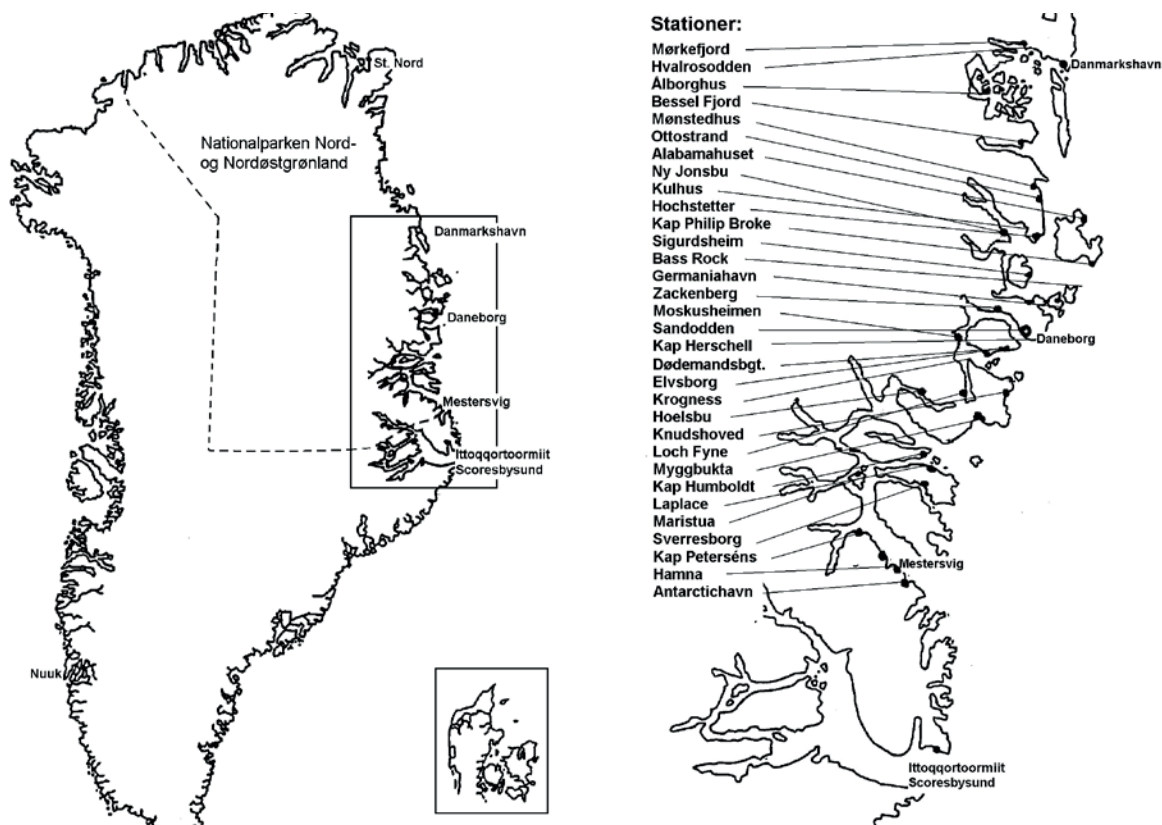 St. Nord
Nationalparken Nord-
og Nordøstgrønland
Danmarkshavn
Daneborg
Mestersvig
Ittoqqortoormiit
Scoresbysund
Nuuk
Stationer:
Mørkefjord
Hvalrosodden
Ålborghus
Bessel Fjord
Mønstedhus
Ottostrand
Alabamahuset
Ny Jonsbu
Kulhus
Hochstetter
Kap Philip Broke
Sigurdsheim
Bass Rock
Germaniahavn
Zackenberg
Moskusheimen
Sandodden
Kap Herschell
Dødemandsbgt.
Elvsborg
Krogness
Hoelsbu
Knudshoved
Loch Fyne
Myggbukta
Kap Humboldt
Laplace
Maristua
Sverresborg
Kap Peterséns
Hamna
Antarctichavn
Danmarkshavn
Daneborg
Mestersvig
Ittoqqortoormiit
Scoresbysund